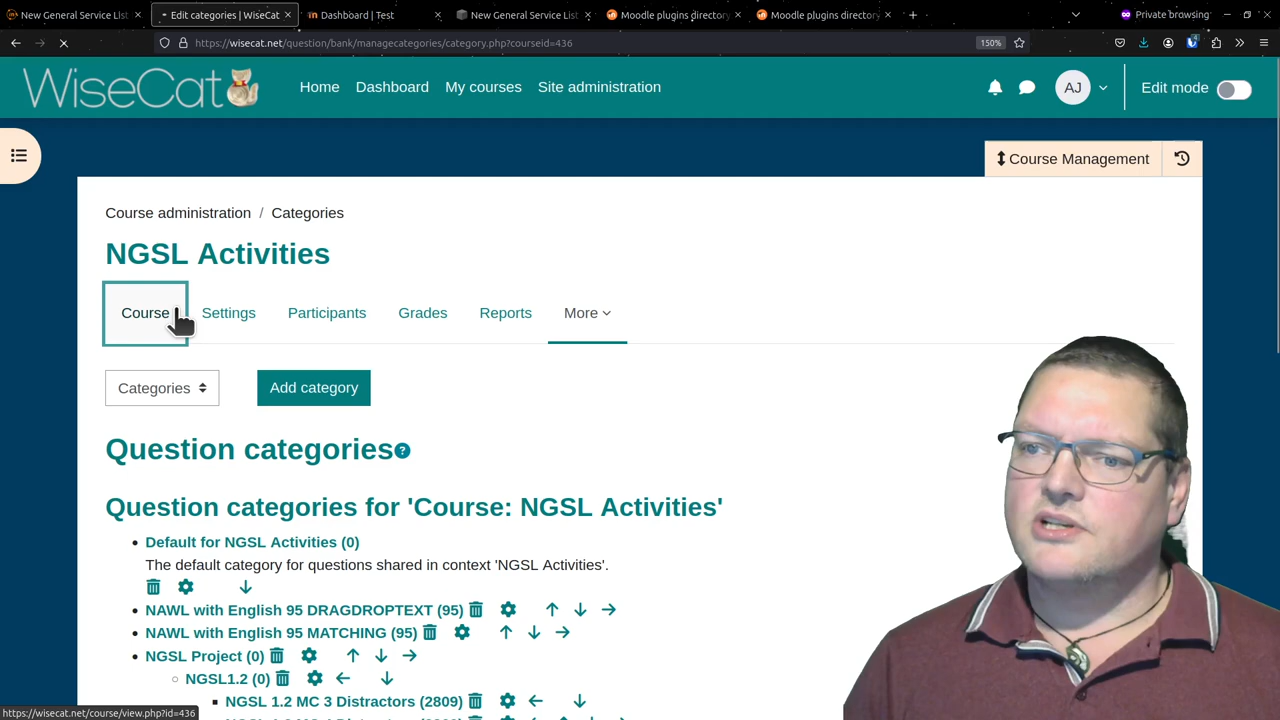 New General Service List
Edit categories | WiseCat
Dashboard | Test
New General Service List
Moodle plugins directory
Moodle plugins directory
Private browsing
https://wisecat.net/question/bank/managecategories/category.php?courseid=436
150%
WiseCat
Home
Dashboard
My courses
Site administration
AJ
Edit mode
Course Management
Course administration / Categories
NGSL Activities
Course
Settings
Participants
Grades
Reports
More
Categories
Add category
Question categories
Question categories for 'Course: NGSL Activities'
Default for NGSL Activities (0)
The default category for questions shared in context 'NGSL Activities'.
NAWL with English 95 DRAGDROPTEXT (95)
NAWL with English 95 MATCHING (95)
NGSL Project (0)
NGSL1.2 (0)
NGSL 1.2 MC 3 Distractors (2809)
https://wisecat.net/course/view.php?id=436